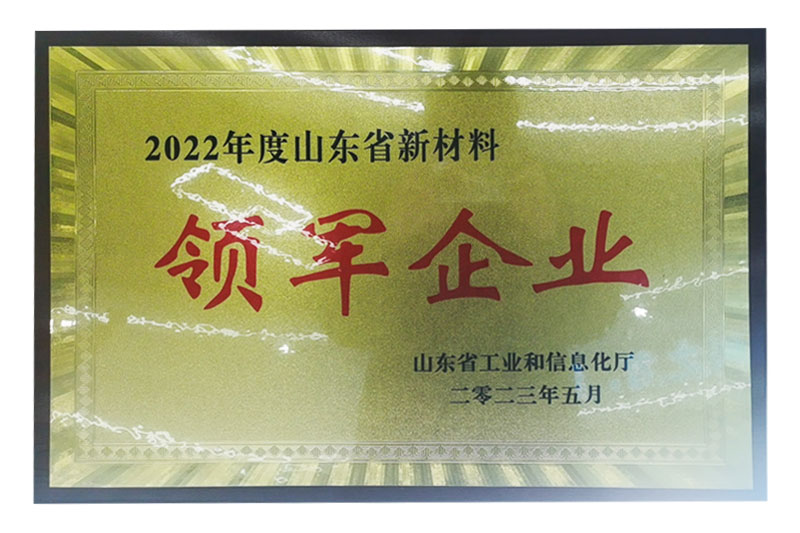 2022年度山东省新材料
领军企业
山东省工业和信息化厅
二零二三年五月